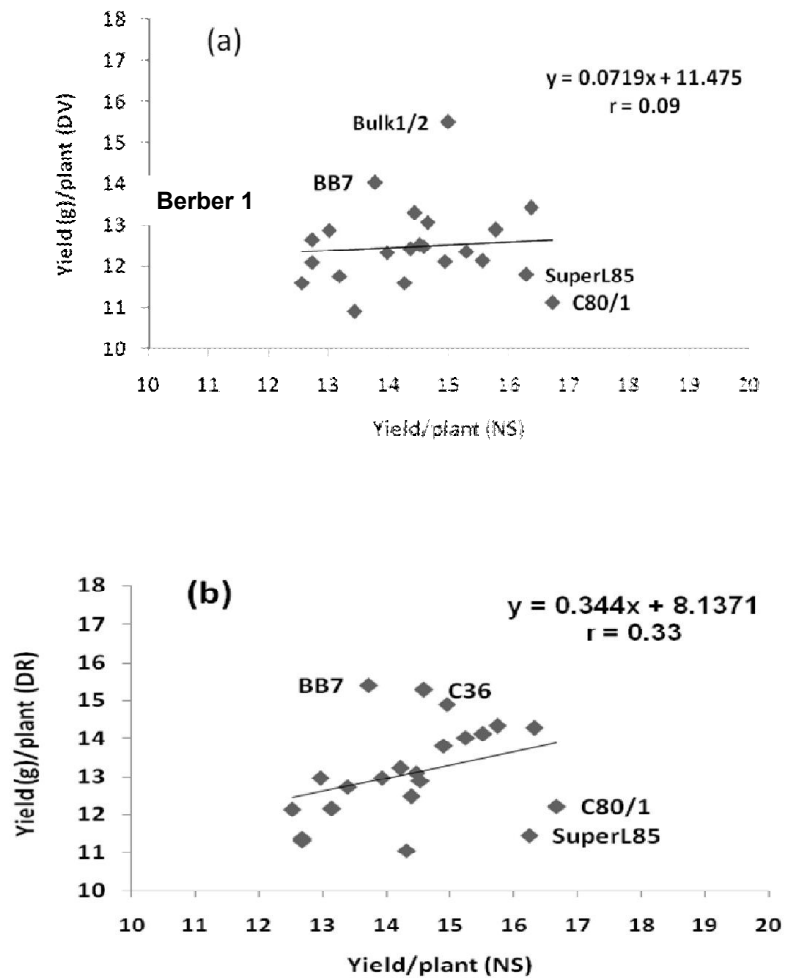 (a)
y = 0.0719x + 11.475
r = 0.09
Bulk1/2
BB7
Berber 1
SuperL85
C80/1
18
17
16
15
14
13
12
11
10
Yield (g)/plant (DV)
10 11 12 13 14 15 16 17 18 19 20
Yield/plant (NS)
(b)
y = 0.344x + 8.1371
r = 0.33
BB7
C36
C80/1
SuperL85
18
17
16
15
14
13
12
11
10
Yield (g)/plant (DR)
10 11 12 13 14 15 16 17 18 19 20
Yield/plant (NS)